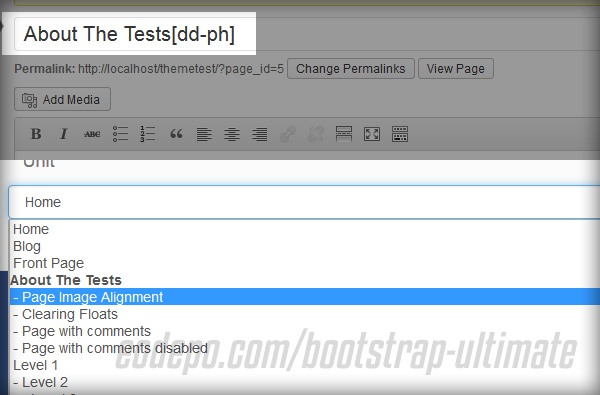 About The Tests[dd-ph]
Permalink: http://localhost/themetest/?page_id=5 Change Permalinks View Page
Add Media
B I ABC
Unit
Home
Home
Blog
Front Page
About The Tests
- Page Image Alignment
- Clearing Floats
- Page with comments
- Page with comments disabled
eodepo.com/bootstrap-ultimate
Level 1
- Level 2